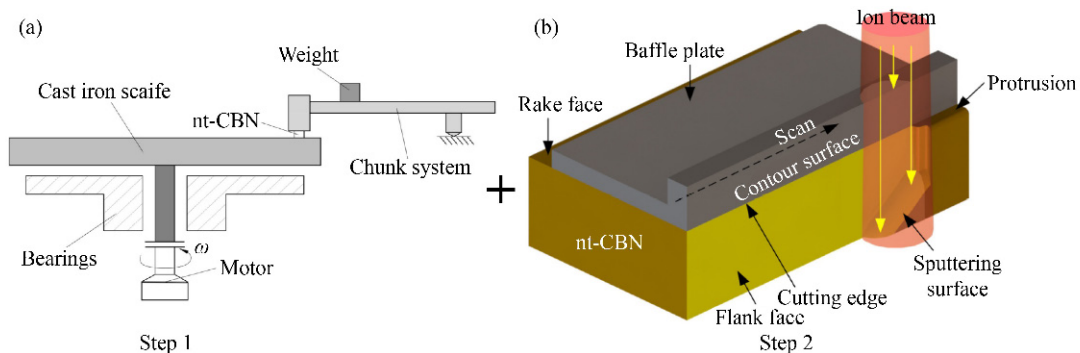 (a)
Weight
Cast iron scaife
nt-CBN
Chunk system
Bearings
ω
Motor
Step 1
+
(b)
Ion beam
Baffle plate
Protrusion
Rake face
Scan
Contour surface
nt-CBN
Sputtering
surface
Cutting edge
Flank face
Step 2